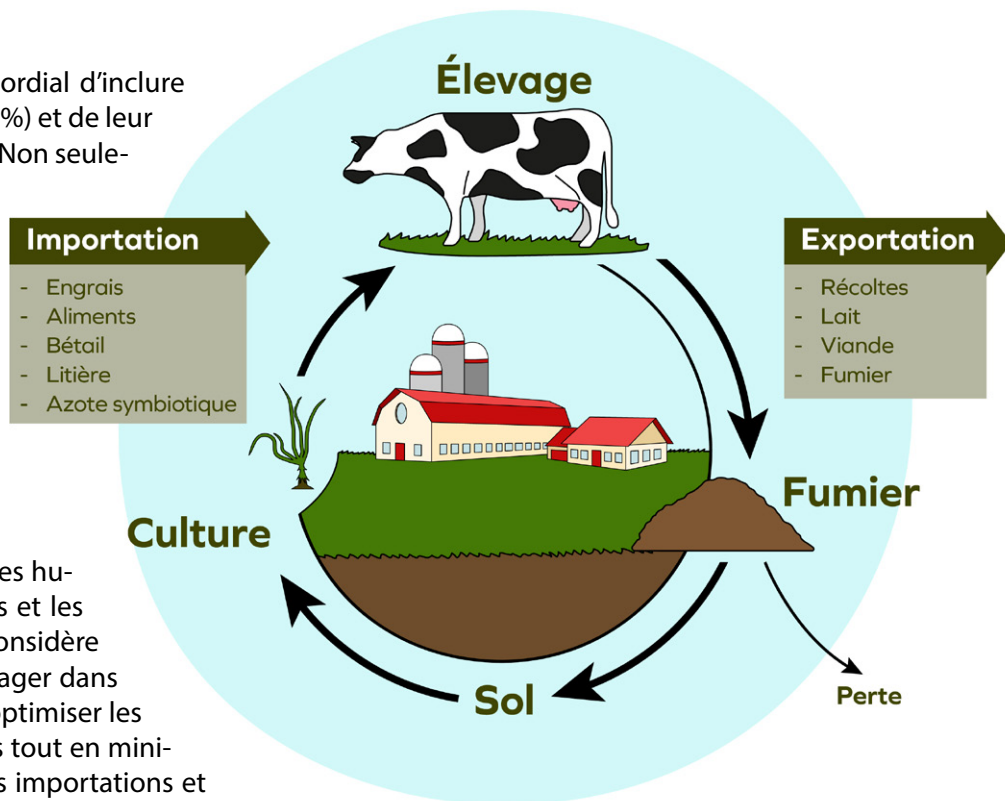 ordial d'inclure
%) et de leur
Non seule-
Élevage
Importation
- Engrais
- Aliments
- Bétail
- Litière
- Azote symbiotique
Exportation
- Récoltes
- Lait
- Viande
- Fumier
Fumier
Culture
Sol
Perte
es hu-
s et les
onsidère
ager dans
optimiser les
s tout en mini-
s importations et